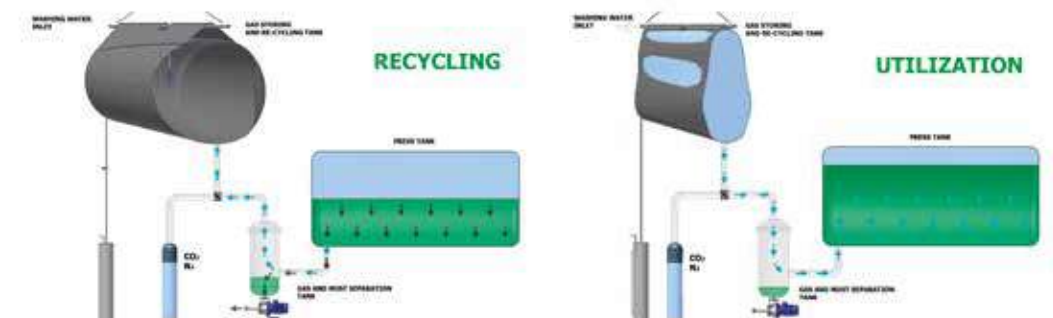 WASHING WATER
INLET
GAS STORING
AND RE-CYCLING TANK
RECYCLING
PRESS TANK
CO₂
N₂
GAS AND MUST SEPARATION
TANK
WASHING WATER
INLET
GAS STORING
AND RE-CYCLING TANK
UTILIZATION
PRESS TANK
CO₂
N₂
GAS AND MUST SEPARATION
TANK